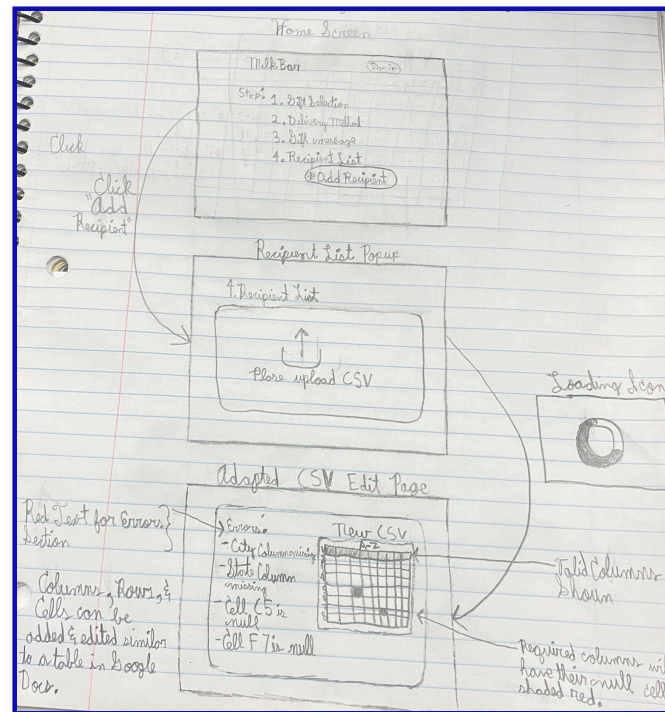 Home Screen
MilkBar
Sign in
Steps:
1. Gift Selection
2. Delivery Method
3. Gift message
4. Recipient List
⊕ Add Recipient
Click
Click
"Add
Recipient"
Recipient List Popup
4. Recipient List
Please upload CSV
Loading Icon
Adapted CSV Edit Page
Red Text for Errors
Section
Errors:
- City Column missing
- State Column
missing
- Cell C5 is
null
- Cell F7 is null
New CSV
A-Z
Valid Columns
Shown
Columns, Rows, &
Cells can be
added & edited similar
to a table in Google
Docs.
Required columns wil
have their null cell
shaded red.